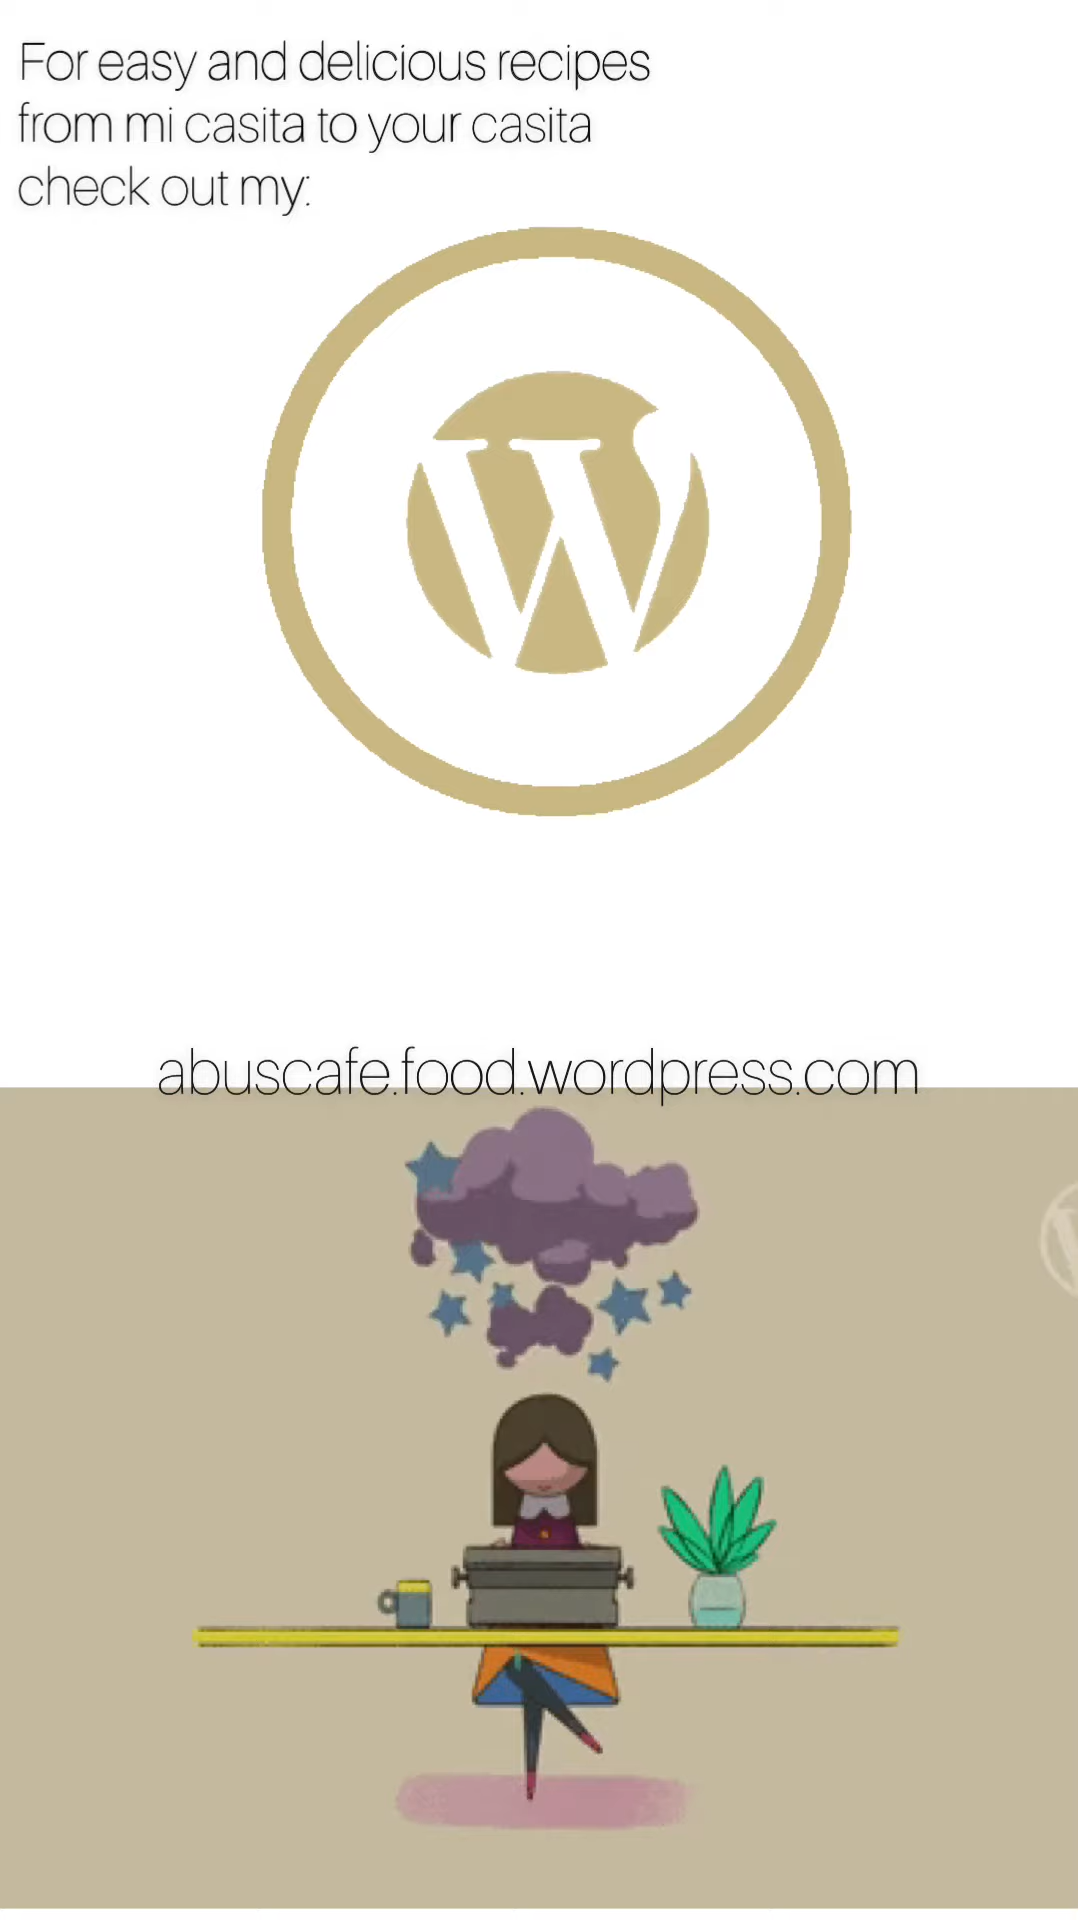 For easy and delicious recipes
from mi casita to your casita
check out my:
W
abuscafe.food.wordpress.com